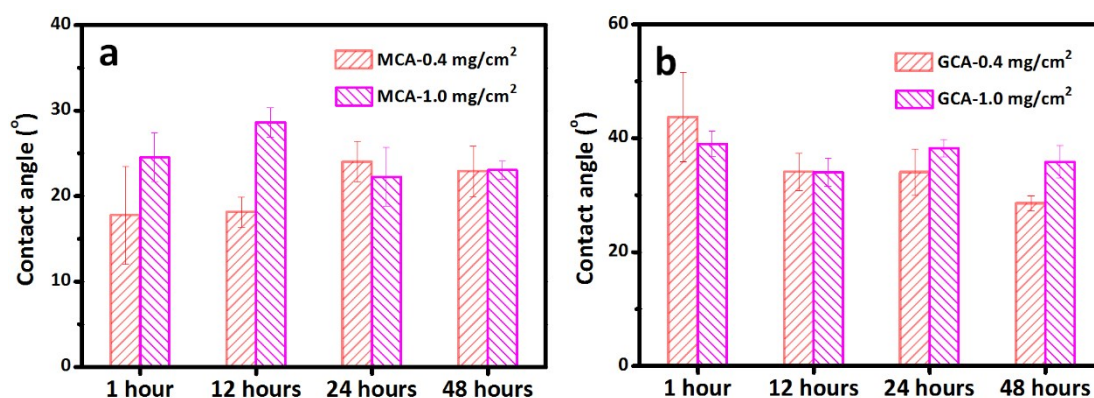 a
MCA-0.4 mg/cm²
MCA-1.0 mg/cm²
Contact angle (°)
40
30
20
10
0
1 hour 12 hours 24 hours 48 hours
b
GCA-0.4 mg/cm²
GCA-1.0 mg/cm²
Contact angle (°)
60
40
20
0
1 hour 12 hours 24 hours 48 hours